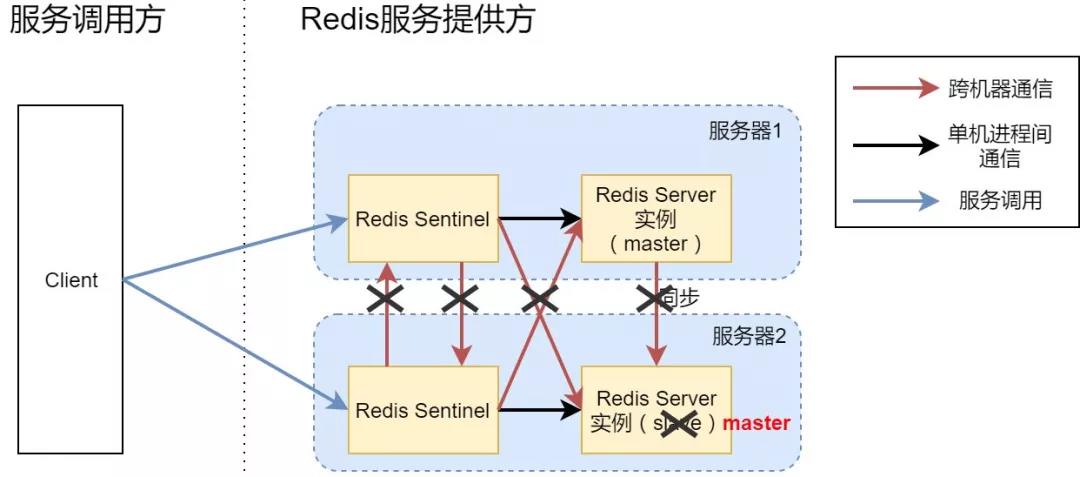 服务调用方
Redis服务提供方
跨机器通信
单机进程间
通信
服务调用
Client
服务器1
Redis Sentinel
Redis Server
实例
（master）
同步
服务器2
Redis Sentinel
Redis Server
实例（slave）master